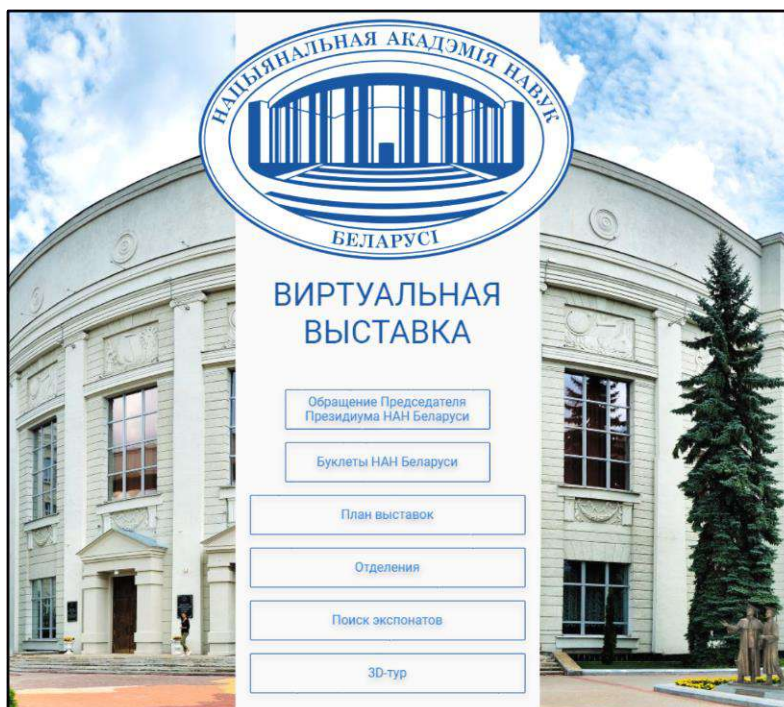 НАЦЫЯНАЛЬНАЯ АКАДЭМІЯ НАВУК
БЕЛАРУСІ
ВИРТУАЛЬНАЯ
ВЫСТАВКА
Обращение Председателя
Президиума НАН Беларуси
Буклеты НАН Беларуси
План выставок
Отделения
Поиск экспонатов
3D-тур